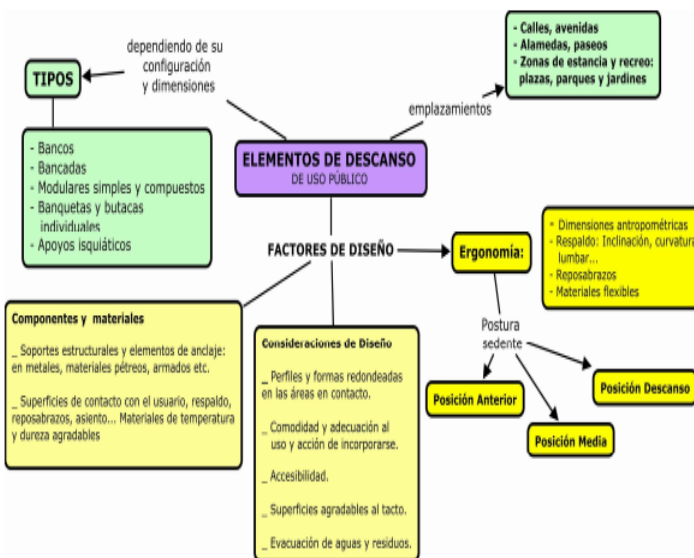 dependiendo de su
configuración
y dimensiones
TIPOS
- Bancos
- Bancadas
- Modulares simples y compuestos
- Banquetas y butacas
individuales
- Apoyos isquiáticos
ELEMENTOS DE DESCANSO
DE USO PÚBLICO
emplazamientos
- Calles, avenidas
- Alamedas, paseos
- Zonas de estancia y recreo:
plazas, parques y jardines
FACTORES DE DISEÑO
Componentes y materiales
_ Soportes estructurales y elementos de anclaje:
en metales, materiales pétreos, armados etc.
_ Superficies de contacto con el usuario, respaldo,
reposabrazos, asiento... Materiales de temperatura
y dureza agradables
Consideraciones de Diseño
_ Perfiles y formas redondeadas
en las áreas en contacto.
_ Comodidad y adecuación al
uso y acción de incorporarse.
_ Accesibilidad.
_ Superficies agradables al tacto.
_ Evacuación de aguas y residuos.
Ergonomía:
- Dimensiones antropométricas
- Respaldo: Inclinación, curvatura
lumbar...
- Reposabrazos
- Materiales flexibles
Postura
sedente
Posición Anterior
Posición Media
Posición Descanso